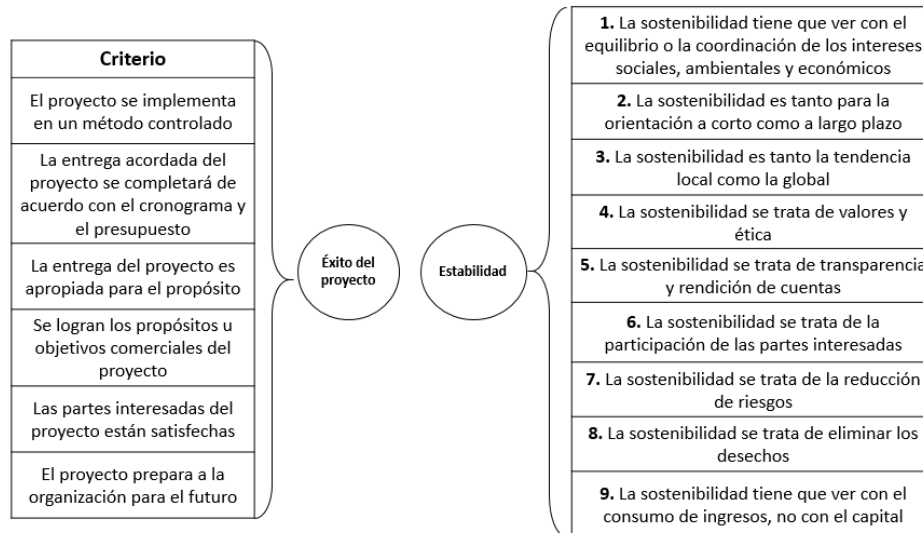 Criterio
El proyecto se implementa
en un método controlado
La entrega acordada del
proyecto se completará de
acuerdo con el cronograma y
el presupuesto
La entrega del proyecto es
apropiada para el propósito
Se logran los propósitos u
objetivos comerciales del
proyecto
Las partes interesadas del
proyecto están satisfechas
El proyecto prepara a la
organización para el futuro
Éxito del
proyecto
Estabilidad
1. La sostenibilidad tiene que ver con el
equilibrio o la coordinación de los intereses
sociales, ambientales y económicos
2. La sostenibilidad es tanto para la
orientación a corto como a largo plazo
3. La sostenibilidad es tanto la tendencia
local como la global
4. La sostenibilidad se trata de valores y
ética
5. La sostenibilidad se trata de transparencia
y rendición de cuentas
6. La sostenibilidad se trata de la
participación de las partes interesadas
7. La sostenibilidad se trata de la reducción
de riesgos
8. La sostenibilidad se trata de eliminar los
desechos
9. La sostenibilidad tiene que ver con el
consumo de ingresos, no con el capital